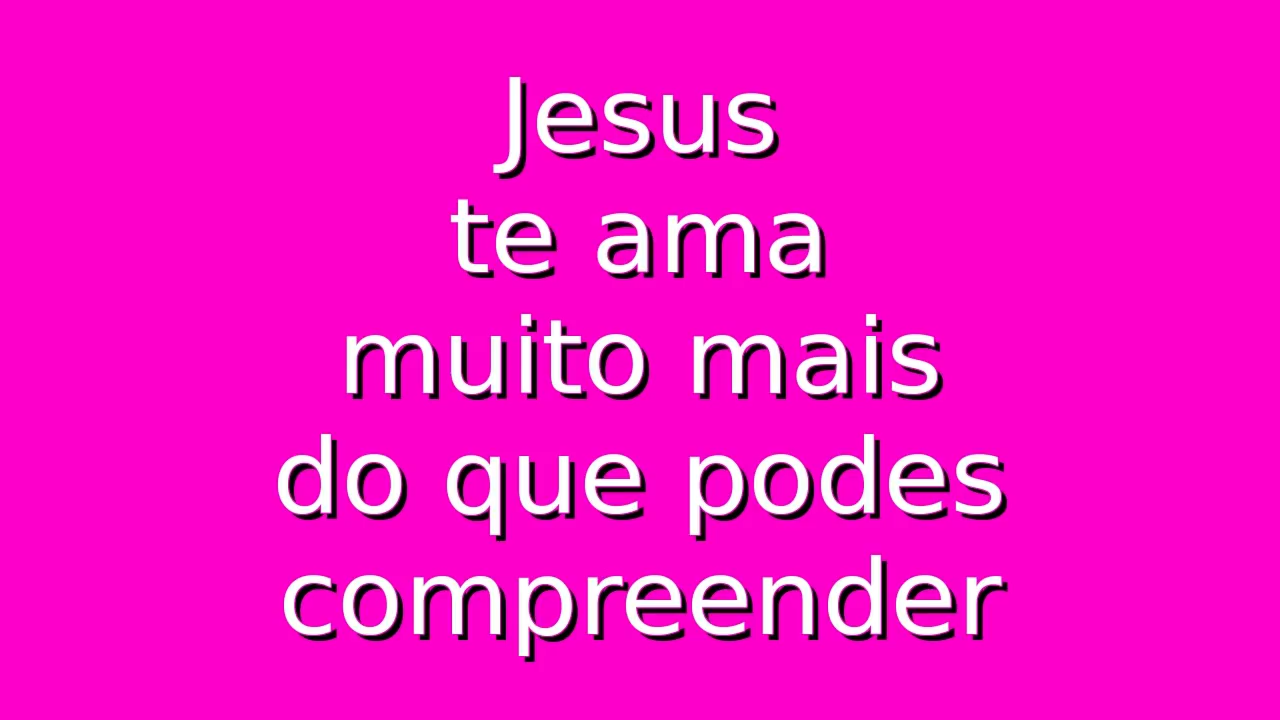 Jesus
te ama
muito mais
do que podes
compreender